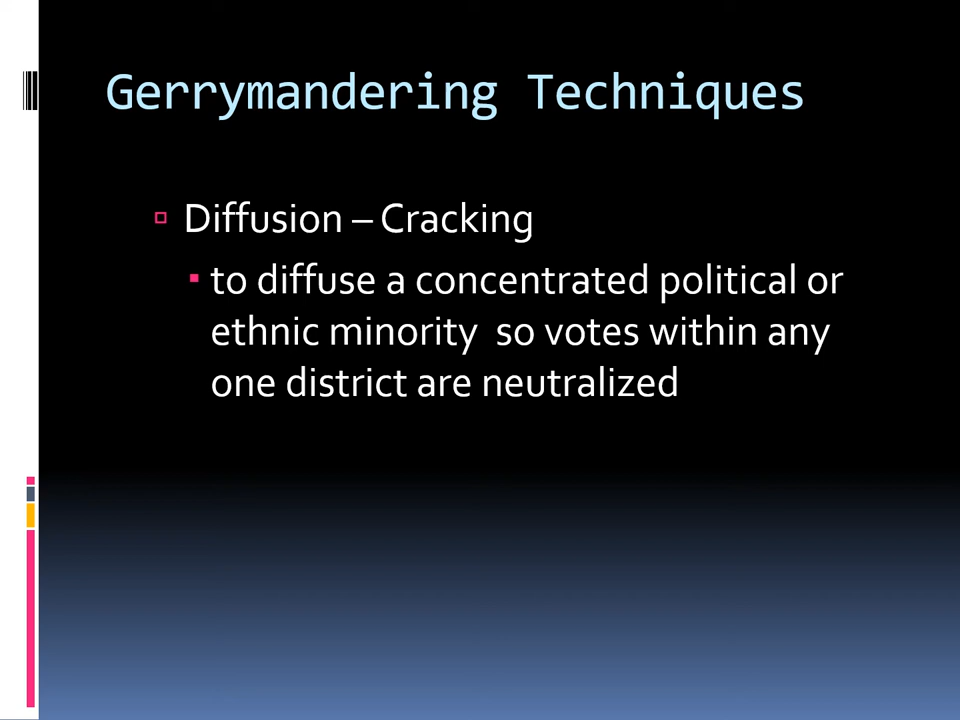 Gerrymandering Techniques
Diffusion – Cracking
to diffuse a concentrated political or
ethnic minority  so votes within any
one district are neutralized